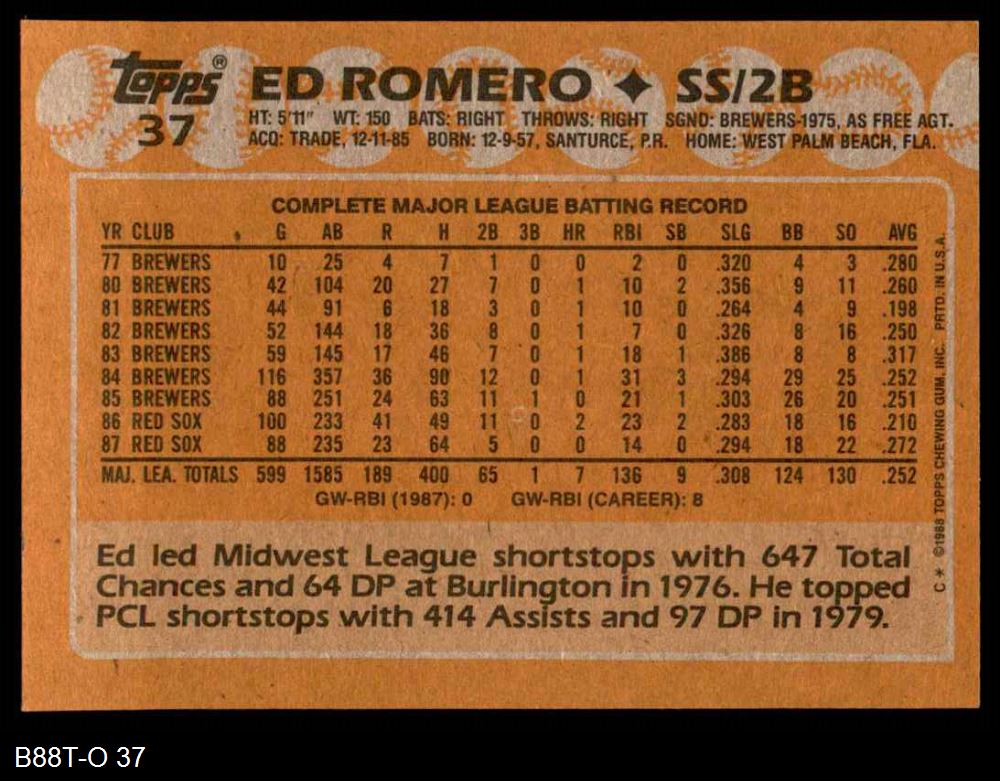 Topps® ED ROMERO ✦ SS/2B
37 HT: 5'11" WT: 150 BATS: RIGHT THROWS: RIGHT SGND: BREWERS-1975, AS FREE AGT.
ACQ: TRADE, 12-11-85 BORN: 12-9-57, SANTURCE, P.R. HOME: WEST PALM BEACH, FLA.
COMPLETE MAJOR LEAGUE BATTING RECORD
YR CLUB G AB R H 2B 3B HR RBI SB SLG BB SO AVG
77 BREWERS 10 25 4 7 1 0 0 2 0 .320 4 3 .280
80 BREWERS 42 104 20 27 7 0 1 10 2 .356 9 11 .260
81 BREWERS 44 91 6 18 3 0 1 10 0 .264 4 9 .198
82 BREWERS 52 144 18 36 8 0 1 7 0 .326 8 16 .250
83 BREWERS 59 145 17 46 7 0 1 18 1 .386 8 8 .317
84 BREWERS 116 357 36 90 12 0 1 31 3 .294 29 25 .252
85 BREWERS 88 251 24 63 11 1 0 21 1 .303 26 20 .251
86 RED SOX 100 233 41 49 11 0 2 23 2 .283 18 16 .210
87 RED SOX 88 235 23 64 5 0 0 14 0 .294 18 22 .272
MAJ. LEA. TOTALS 599 1585 189 400 65 1 7 136 9 .308 124 130 .252
GW-RBI (1987): 0 GW-RBI (CAREER): 8
Ed led Midwest League shortstops with 647 Total
Chances and 64 DP at Burlington in 1976. He topped
PCL shortstops with 414 Assists and 97 DP in 1979.
C * ©1988 TOPPS CHEWING GUM, INC. PRTD. IN U.S.A.
B88T-O 37